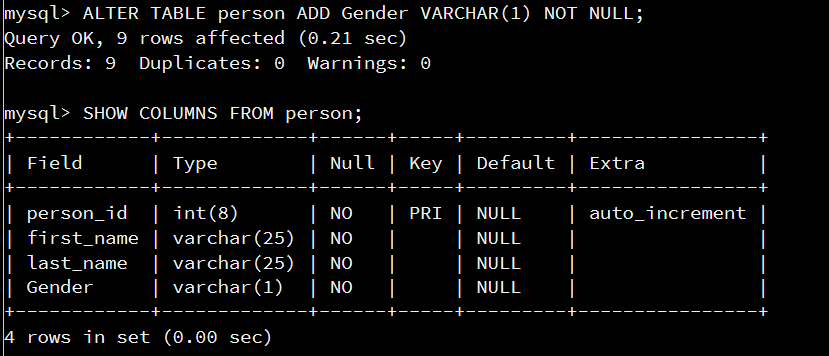 mysql> ALTER TABLE person ADD Gender VARCHAR(1) NOT NULL;
Query OK, 9 rows affected (0.21 sec)
Records: 9  Duplicates: 0  Warnings: 0

mysql> SHOW COLUMNS FROM person;
+------------+-------------+------+-----+---------+----------------+
| Field      | Type        | Null | Key | Default | Extra          |
+------------+-------------+------+-----+---------+----------------+
| person_id  | int(8)      | NO   | PRI | NULL    | auto_increment |
| first_name | varchar(25) | NO   |     | NULL    |                |
| last_name  | varchar(25) | NO   |     | NULL    |                |
| Gender     | varchar(1)  | NO   |     | NULL    |                |
+------------+-------------+------+-----+---------+----------------+
4 rows in set (0.00 sec)